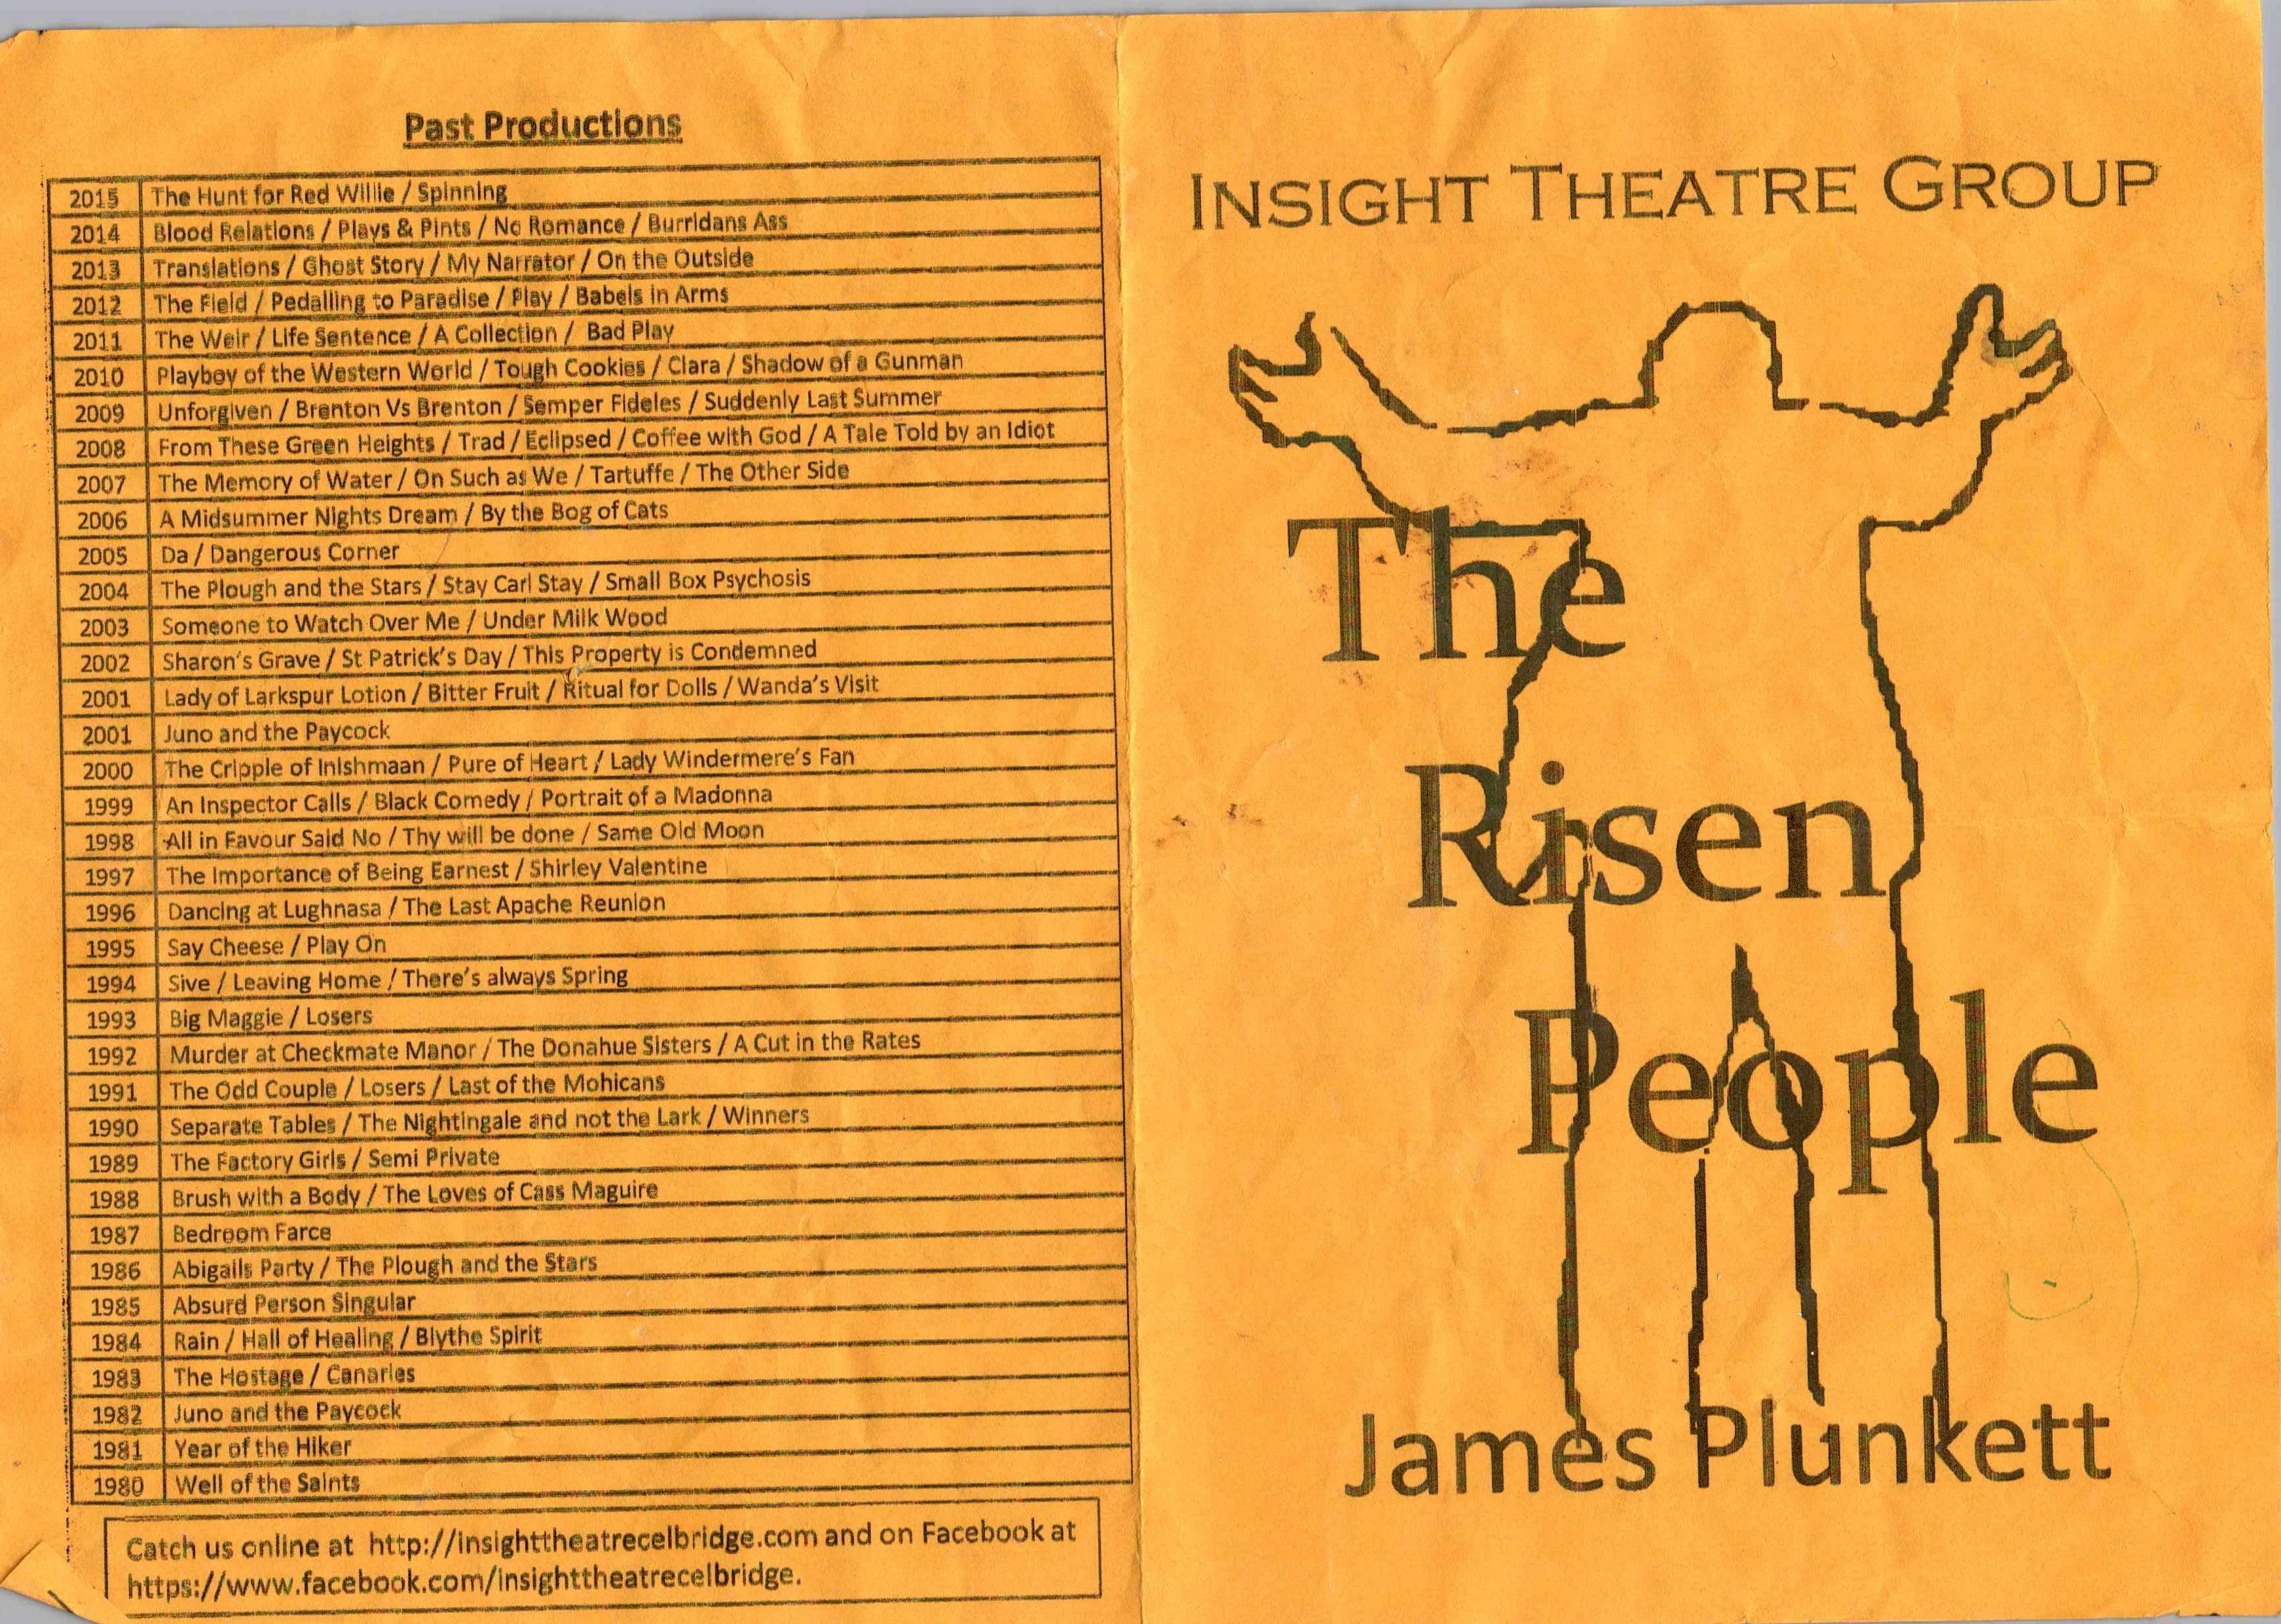 Past Productions
2015 The Hunt for Red Willie / Spinning
2014 Blood Relations / Plays & Pints / No Romance / Burridans Ass
2013 Translations / Ghost Story / My Narrator / On the Outside
2012 The Field / Pedalling to Paradise / Play / Babels in Arms
2011 The Weir / Life Sentence / A Collection / Bad Play
2010 Playboy of the Western World / Tough Cookies / Clara / Shadow of a Gunman
2009 Unforgiven / Brenton Vs Brenton / Semper Fideles / Suddenly Last Summer
2008 From These Green Heights / Trad / Eclipsed / Coffee with God / A Tale Told by an Idiot
2007 The Memory of Water / On Such as We / Tartuffe / The Other Side
2006 A Midsummer Nights Dream / By the Bog of Cats
2005 Da / Dangerous Corner
2004 The Plough and the Stars / Stay Carl Stay / Small Box Psychosis
2003 Someone to Watch Over Me / Under Milk Wood
2002 Sharon's Grave / St Patrick's Day / This Property is Condemned
2001 Lady of Larkspur Lotion / Bitter Fruit / Ritual for Dolls / Wanda's Visit
2001 Juno and the Paycock
2000 The Cripple of Inishmaan / Pure of Heart / Lady Windermere's Fan
1999 An Inspector Calls / Black Comedy / Portrait of a Madonna
1998 All in Favour Said No / Thy will be done / Same Old Moon
1997 The Importance of Being Earnest / Shirley Valentine
1996 Dancing at Lughnasa / The Last Apache Reunion
1995 Say Cheese / Play On
1994 Sive / Leaving Home / There's always Spring
1993 Big Maggie / Losers
1992 Murder at Checkmate Manor / The Donahue Sisters / A Cut in the Rates
1991 The Odd Couple / Losers / Last of the Mohicans
1990 Separate Tables / The Nightingale and not the Lark / Winners
1989 The Factory Girls / Semi Private
1988 Brush with a Body / The Loves of Cass Maguire
1987 Bedroom Farce
1986 Abigails Party / The Plough and the Stars
1985 Absurd Person Singular
1984 Rain / Hall of Healing / Blythe Spirit
1983 The Hostage / Canaries
1982 Juno and the Paycock
1981 Year of the Hiker
1980 Well of the Saints
Catch us online at http://insighttheatrecelbridge.com and on Facebook at
https://www.facebook.com/insighttheatrecelbridge.
INSIGHT THEATRE GROUP
The
Risen
People
James Plunkett